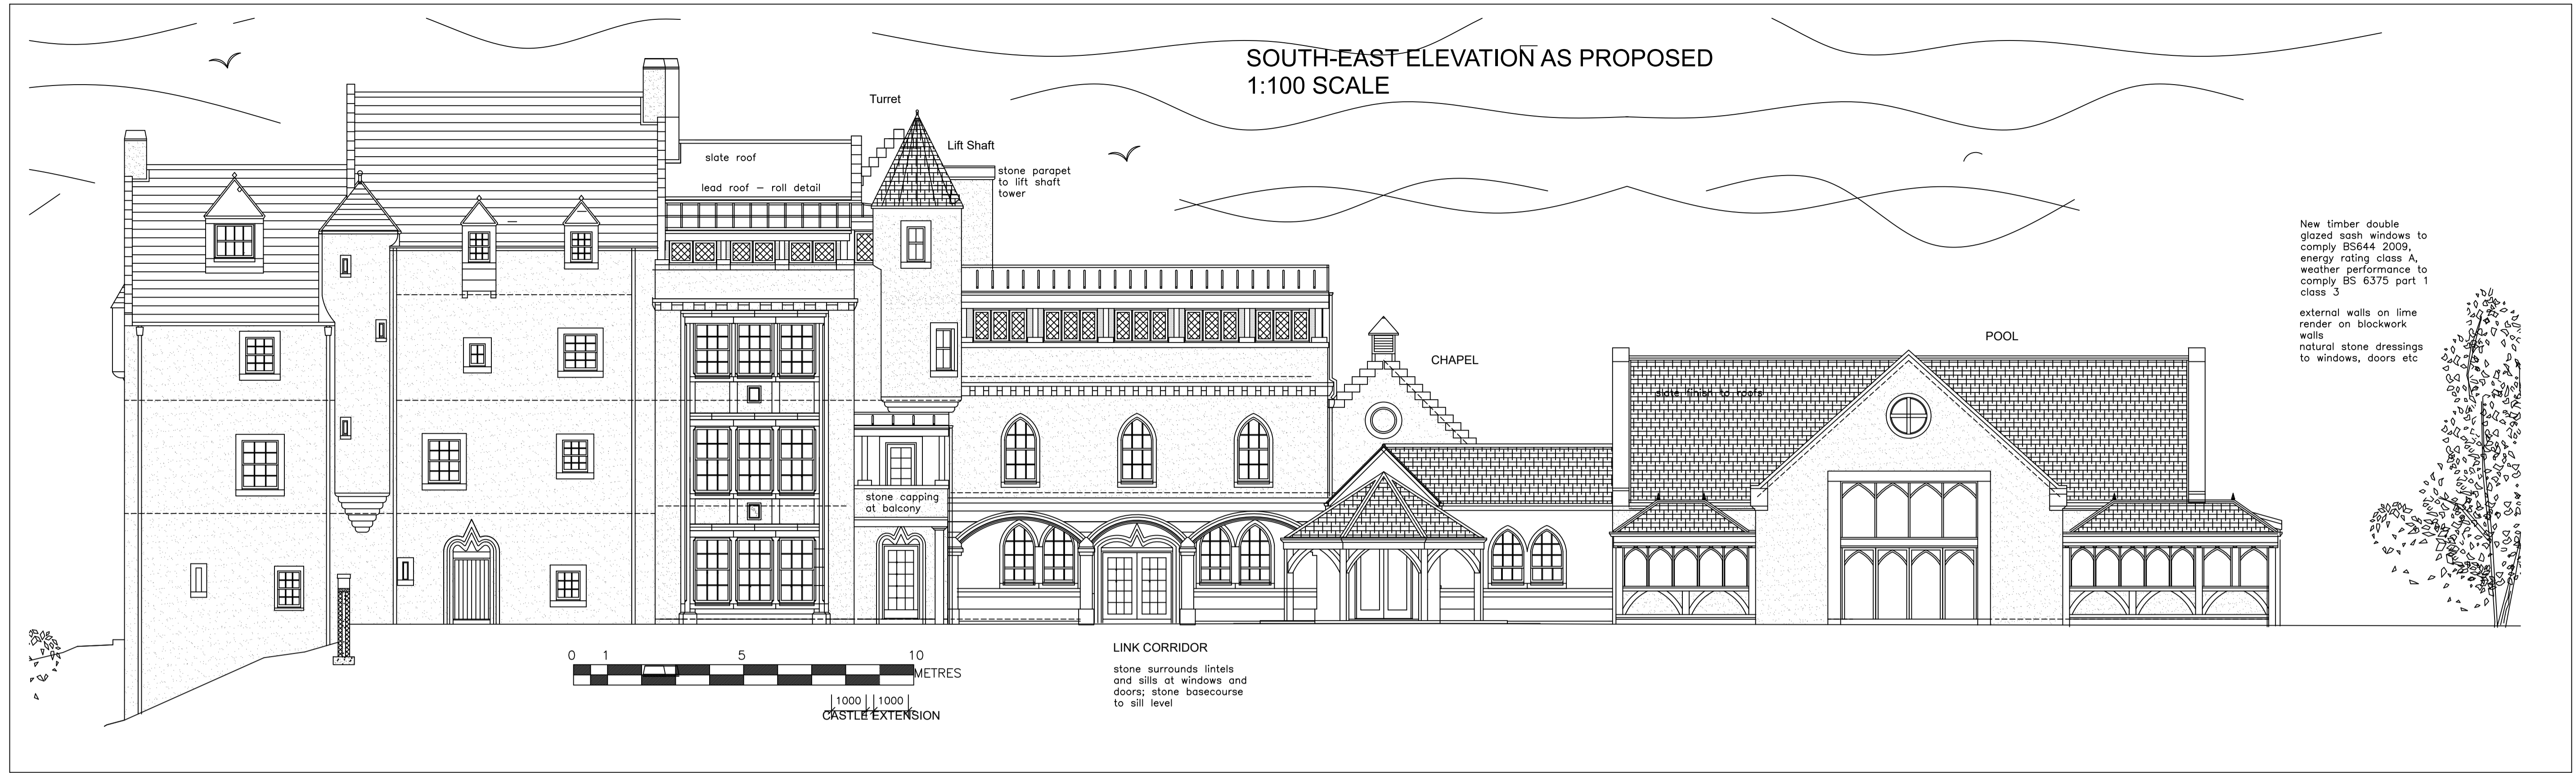 SOUTH-EAST ELEVATION AS PROPOSED
1:100 SCALE
Turret
Lift Shaft
stone parapet
to lift shaft
tower
slate roof
lead roof - roll detail
New timber double
glazed sash windows to
comply BS644 2009,
energy rating class A,
weather performance to
comply BS 6375 part 1
class 3
external walls on lime
render on blockwork
walls
natural stone dressings
to windows, doors etc
POOL
CHAPEL
slate finish to roofs
stone capping
at balcony
LINK CORRIDOR
stone surrounds lintels
and sills at windows and
doors; stone basecourse
to sill level
0 1 5 10
METRES
1000 1000
CASTLE EXTENSION